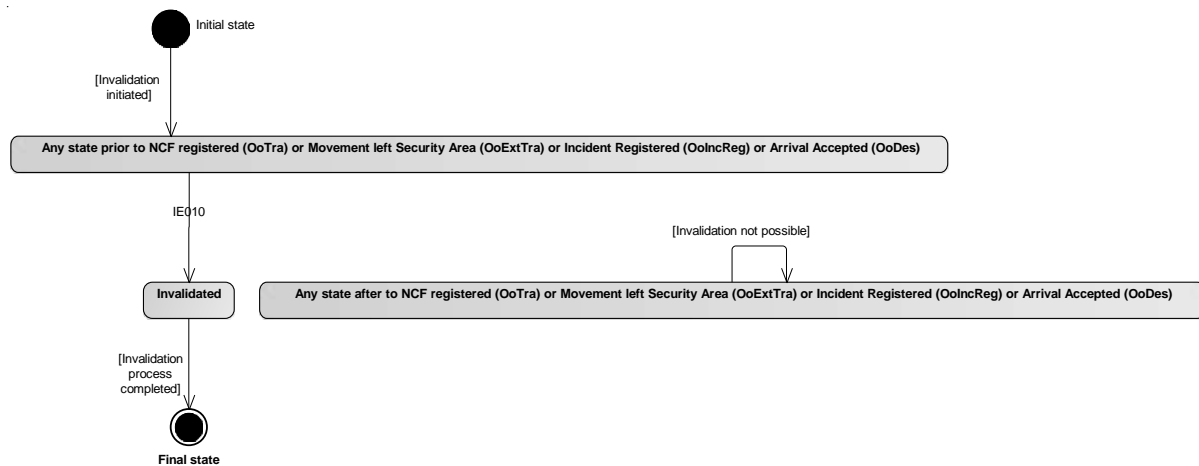 Initial state
[Invalidation
initiated]
Any state prior to NCF registered (OoTra) or Movement left Security Area (OoExtTra) or Incident Registered (OoIncReg) or Arrival Accepted (OoDes)
IE010
[Invalidation not possible]
Invalidated
Any state after to NCF registered (OoTra) or Movement left Security Area (OoExtTra) or Incident Registered (OoIncReg) or Arrival Accepted (OoDes)
[Invalidation
process
completed]
Final state